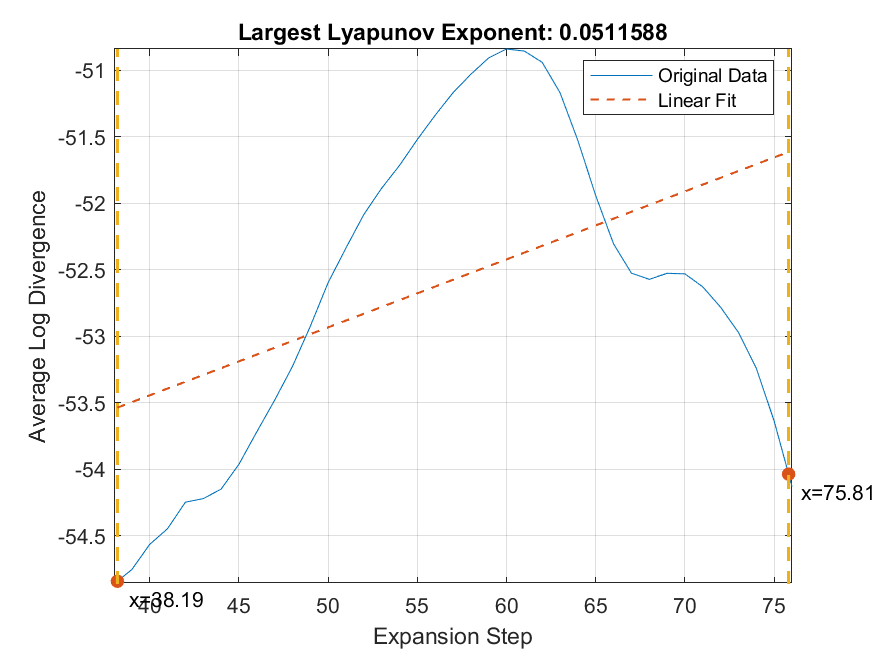 Largest Lyapunov Exponent: 0.0511588
Original Data
Linear Fit
Average Log Divergence
-51
-51.5
-52
-52.5
-53
-53.5
-54
-54.5
x=75.81
x=38.19
40 45 50 55 60 65 70 75
Expansion Step